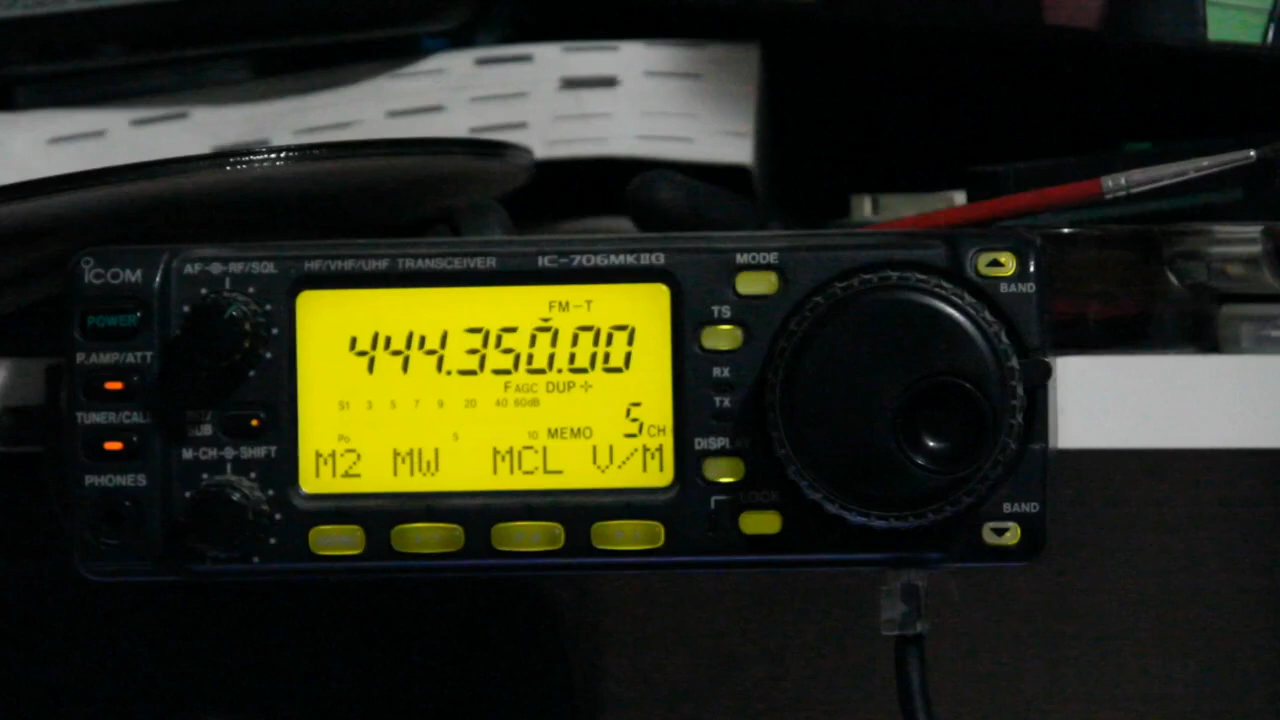 ICOM
AF RF/SQL
HF/VHF/UHF TRANSCEIVER
IC-706MKIIG
MODE
BAND
POWER
FM-T
444.350.00
TS
P.AMP/ATT
F AGC DUP+
RX
S1 3 5 7 9 20 40 60dB
TX
TUNER/CALL
SUB
5 CH
Po 5 10 MEMO
DISPLAY
M-CH SHIFT
M2 MW MCL V/M
PHONES
LOCK
BAND